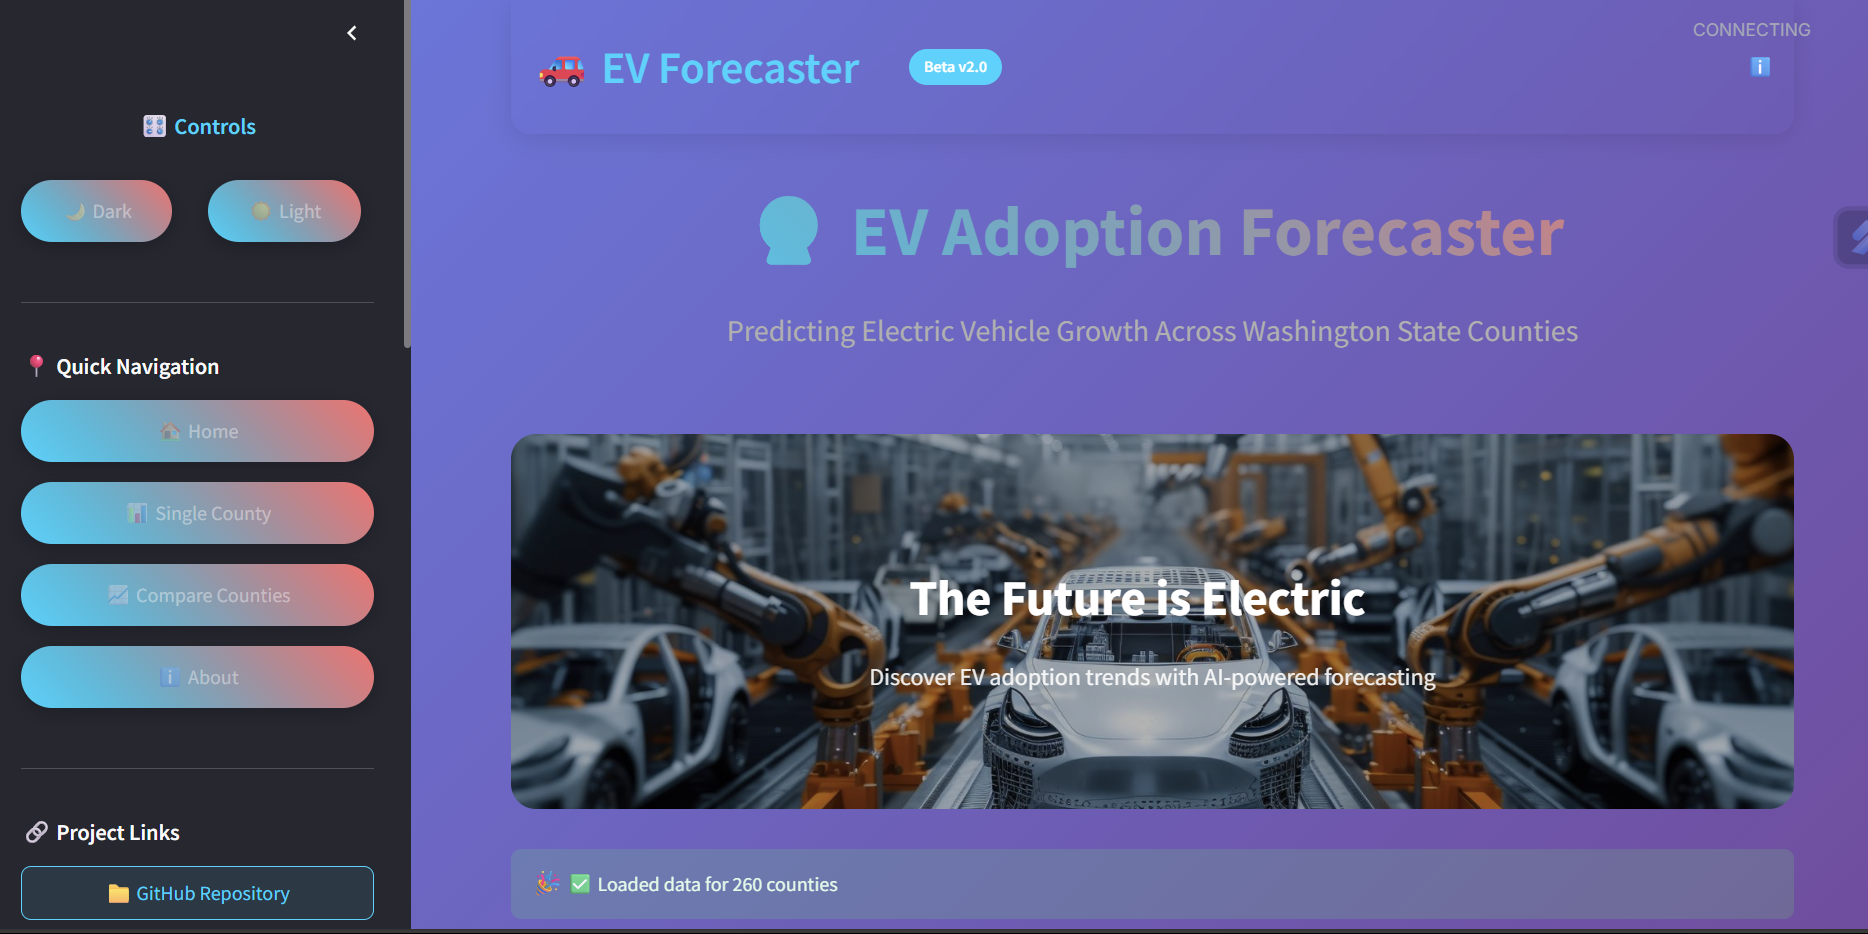 Controls
Dark
Light
Quick Navigation
Home
Single County
Compare Counties
About
Project Links
GitHub Repository
CONNECTING
EV Forecaster
Beta v2.0
EV Adoption Forecaster
Predicting Electric Vehicle Growth Across Washington State Counties
The Future is Electric
Discover EV adoption trends with AI-powered forecasting
Loaded data for 260 counties